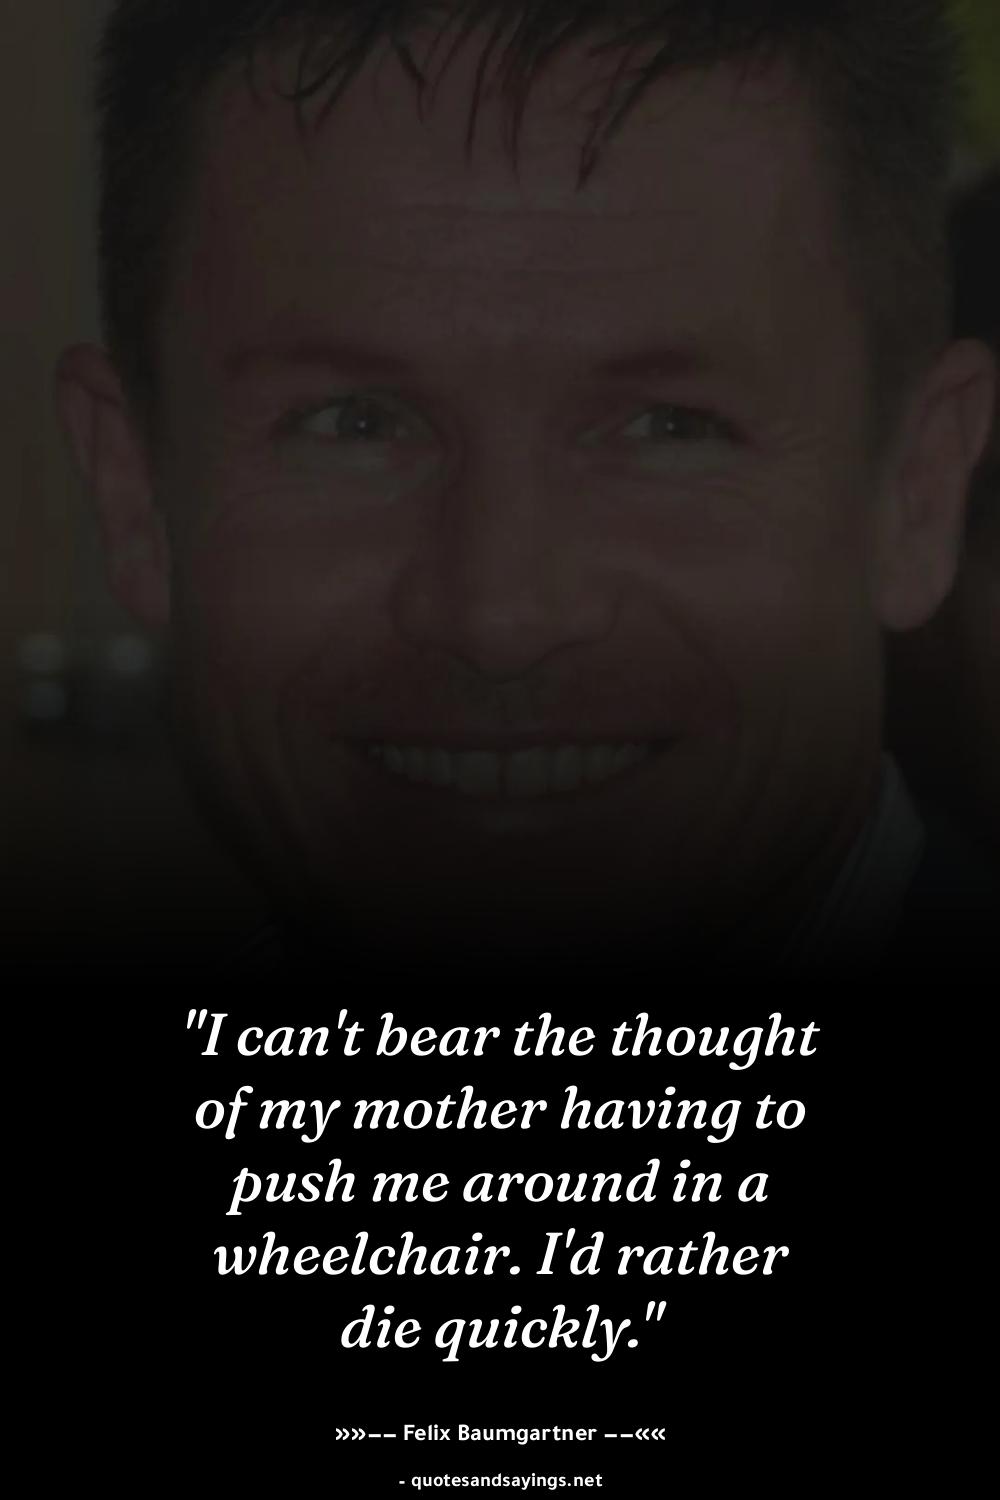 "I can't bear the thought
of my mother having to
push me around in a
wheelchair. I'd rather
die quickly."
»»–– Felix Baumgartner ––««
- quotesandsayings.net